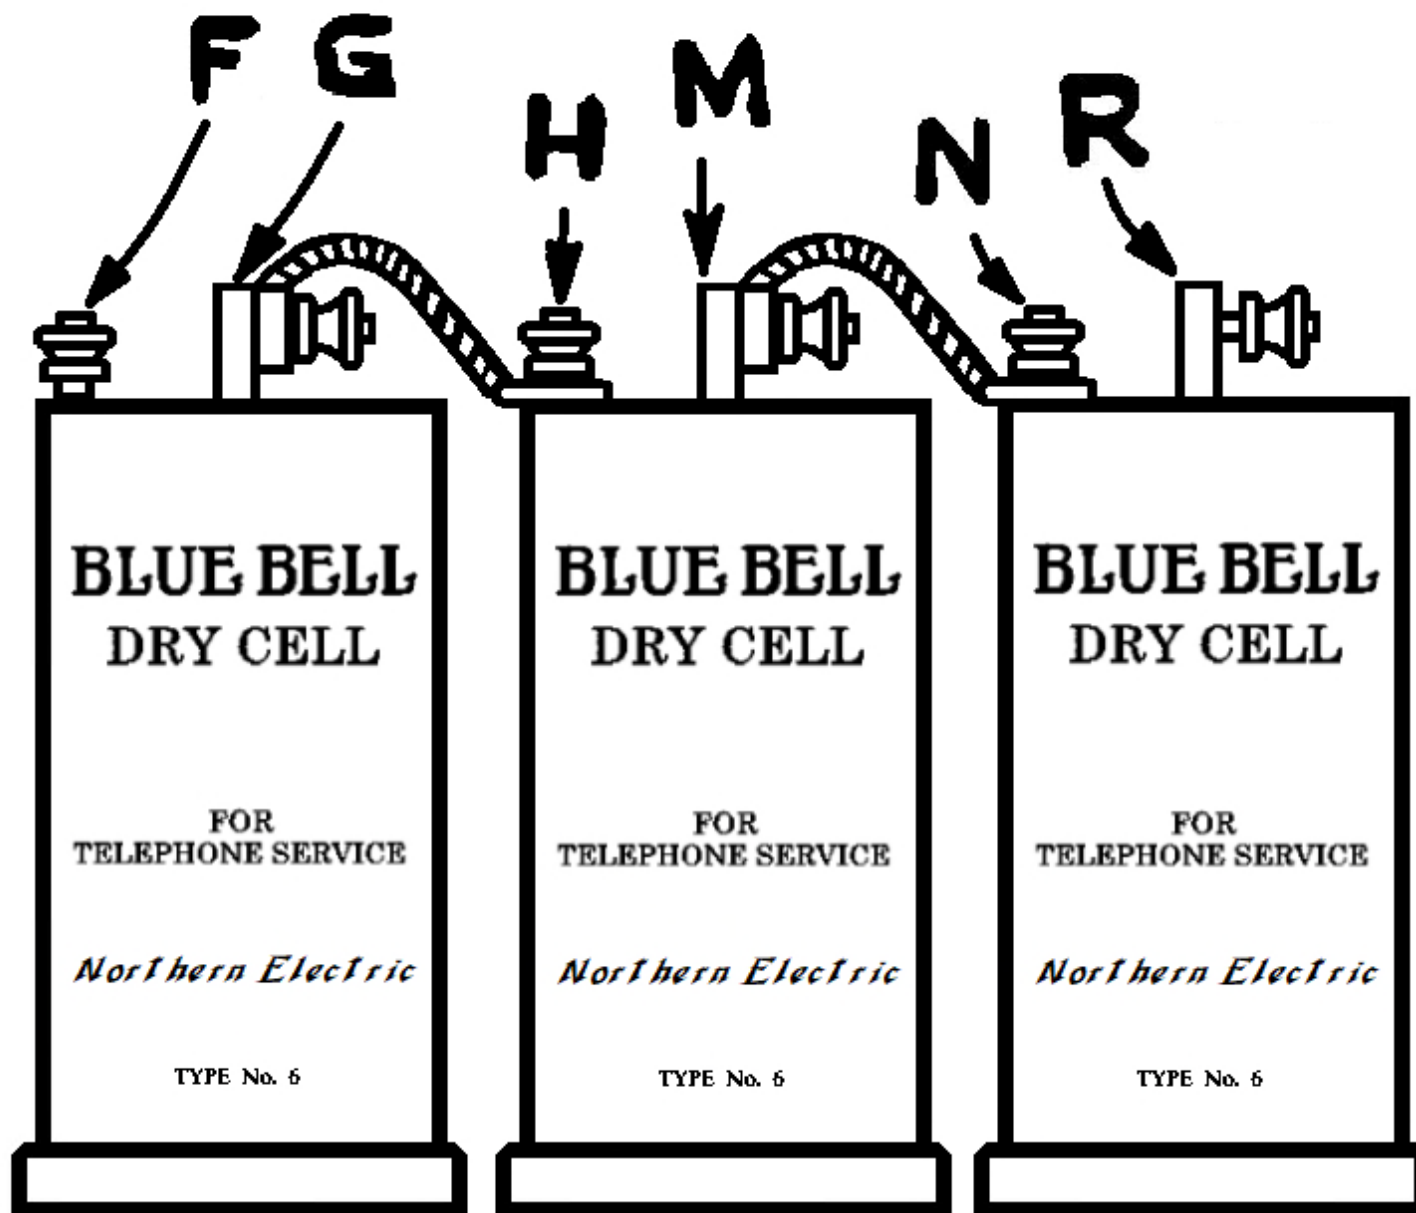 F G H M N R
BLUE BELL
DRY CELL
FOR
TELEPHONE SERVICE
Northern Electric
TYPE No. 6
BLUE BELL
DRY CELL
FOR
TELEPHONE SERVICE
Northern Electric
TYPE No. 6
BLUE BELL
DRY CELL
FOR
TELEPHONE SERVICE
Northern Electric
TYPE No. 6